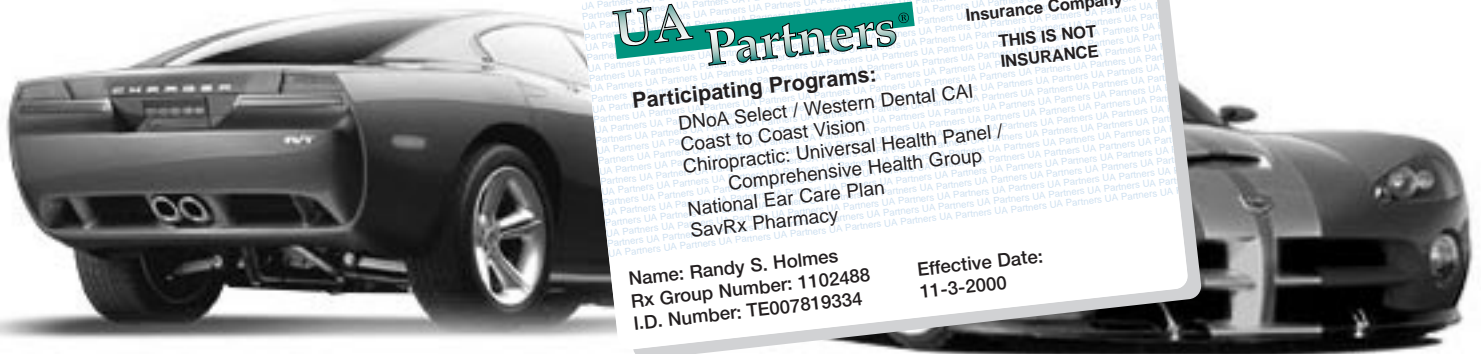 CHARGER
R/T
UA Partners®
Insurance Company
THIS IS NOT
INSURANCE
Participating Programs:
DNoA Select / Western Dental CAI
Coast to Coast Vision
Chiropractic: Universal Health Panel /
Comprehensive Health Group
National Ear Care Plan
SavRx Pharmacy
Name: Randy S. Holmes
Rx Group Number: 1102488
I.D. Number: TE007819334
Effective Date:
11-3-2000